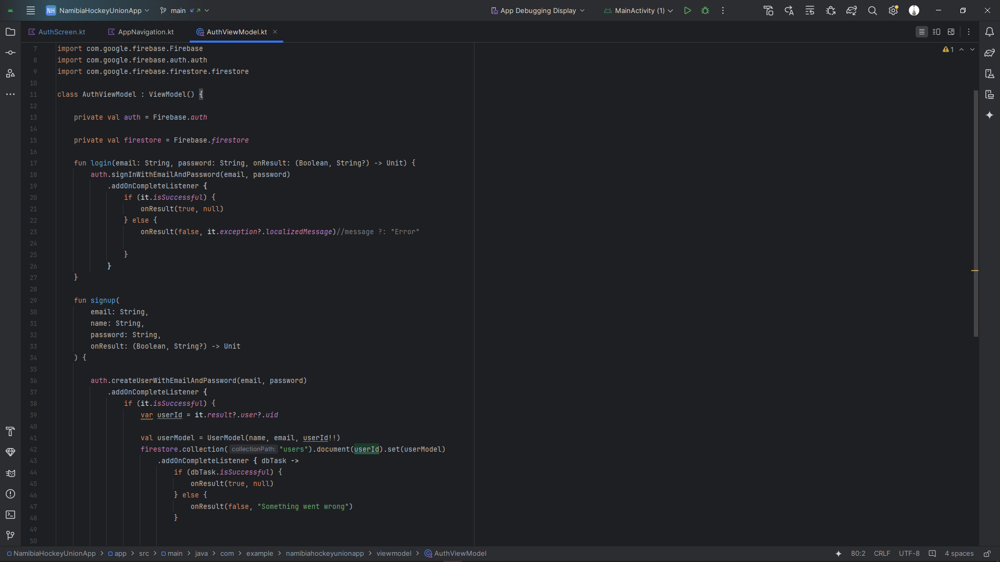 NH NamibiaHockeyUnionApp main App Debugging Display MainActivity (1)
AuthScreen.kt AppNavigation.kt AuthViewModel.kt
1
7 import com.google.firebase.Firebase
8 import com.google.firebase.auth.auth
9 import com.google.firebase.firestore.firestore
10
11 class AuthViewModel : ViewModel() {
12
13 private val auth = Firebase.auth
14
15 private val firestore = Firebase.firestore
16
17 fun login(email: String, password: String, onResult: (Boolean, String?) -> Unit) {
18 auth.signInWithEmailAndPassword(email, password)
19 .addOnCompleteListener {
20 if (it.isSuccessful) {
21 onResult(true, null)
22 } else {
23 onResult(false, it.exception?.localizedMessage)//message ?: "Error"
24
25 }
26 }
27 }
28
29 fun signup(
30 email: String,
31 name: String,
32 password: String,
33 onResult: (Boolean, String?) -> Unit
34 ) {
35
36 auth.createUserWithEmailAndPassword(email, password)
37 .addOnCompleteListener {
38 if (it.isSuccessful) {
39 var userId = it.result?.user?.uid
40
41 val userModel = UserModel(name, email, userId!!)
42 firestore.collection( collectionPath: "users").document(userId).set(userModel)
43 .addOnCompleteListener { dbTask ->
44 if (dbTask.isSuccessful) {
45 onResult(true, null)
46 } else {
47 onResult(false, "Something went wrong")
48 }
49
50
NamibiaHockeyUnionApp > app > src > main > java > com > example > namibiahockeyunionapp > viewmodel > AuthViewModel 80:2 CRLF UTF-8 4 spaces